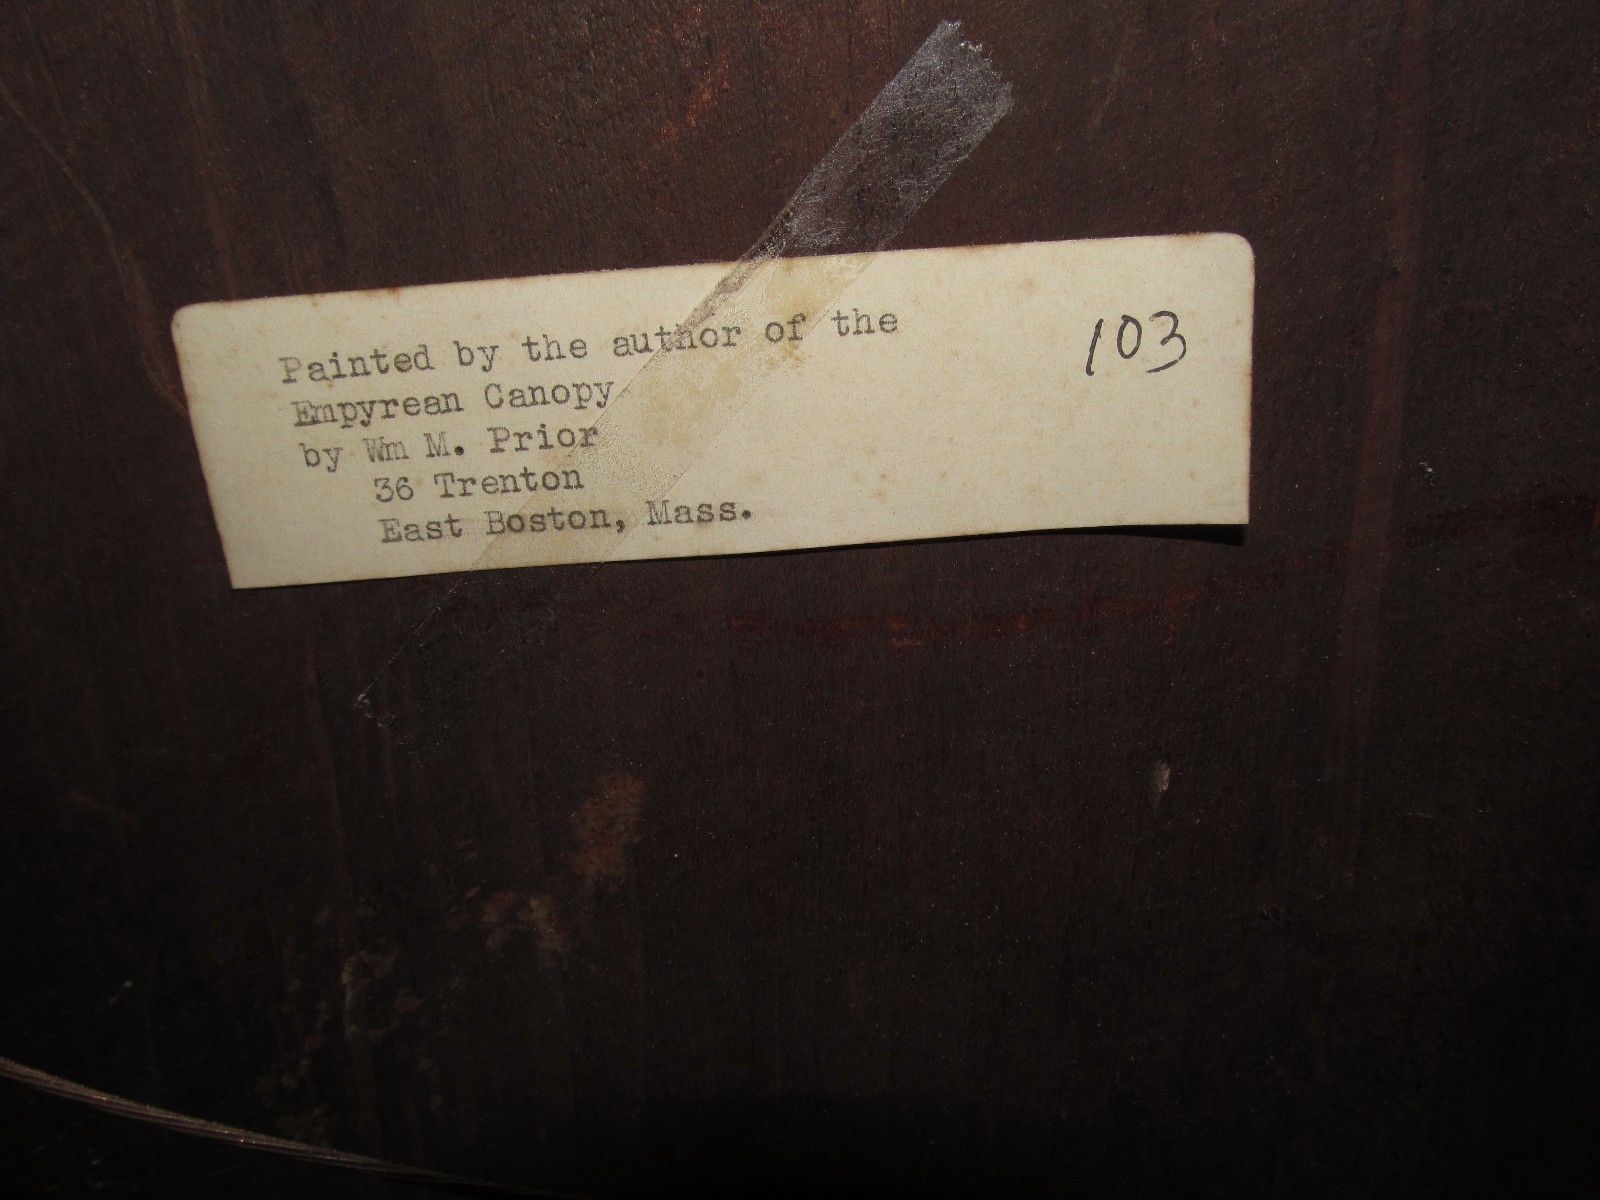 Painted by the author of the
Empyrean Canopy
by Wm M. Prior
36 Trenton
East Boston, Mass.
103